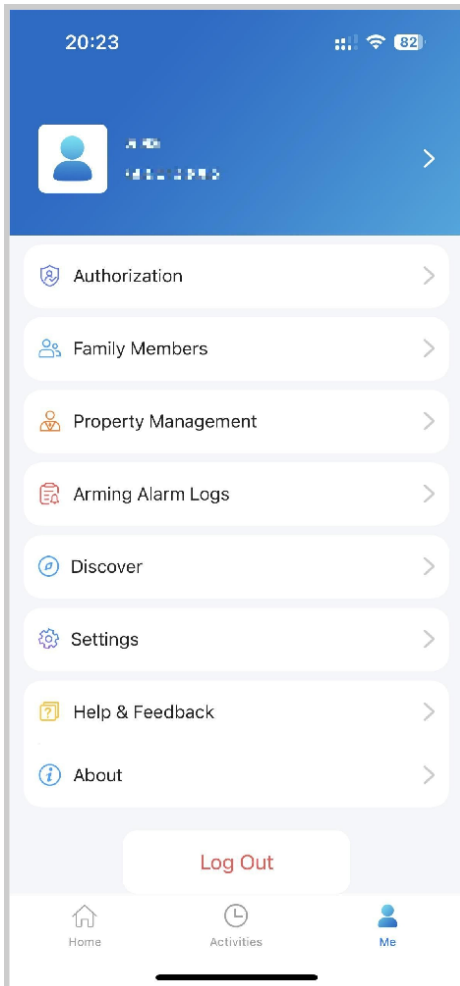 20:23
82
Authorization
Family Members
Property Management
Arming Alarm Logs
Discover
Settings
Help & Feedback
About
Log Out
Home
Activities
Me